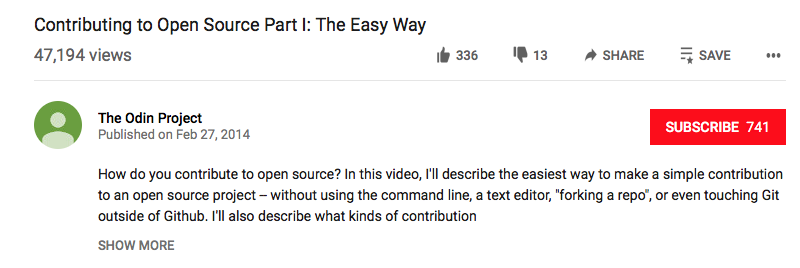 Contributing to Open Source Part I: The Easy Way
47,194 views
336
13
SHARE
SAVE
The Odin Project
Published on Feb 27, 2014
SUBSCRIBE 741
How do you contribute to open source? In this video, I'll describe the easiest way to make a simple contribution
to an open source project – without using the command line, a text editor, "forking a repo", or even touching Git
outside of Github. I'll also describe what kinds of contribution
SHOW MORE